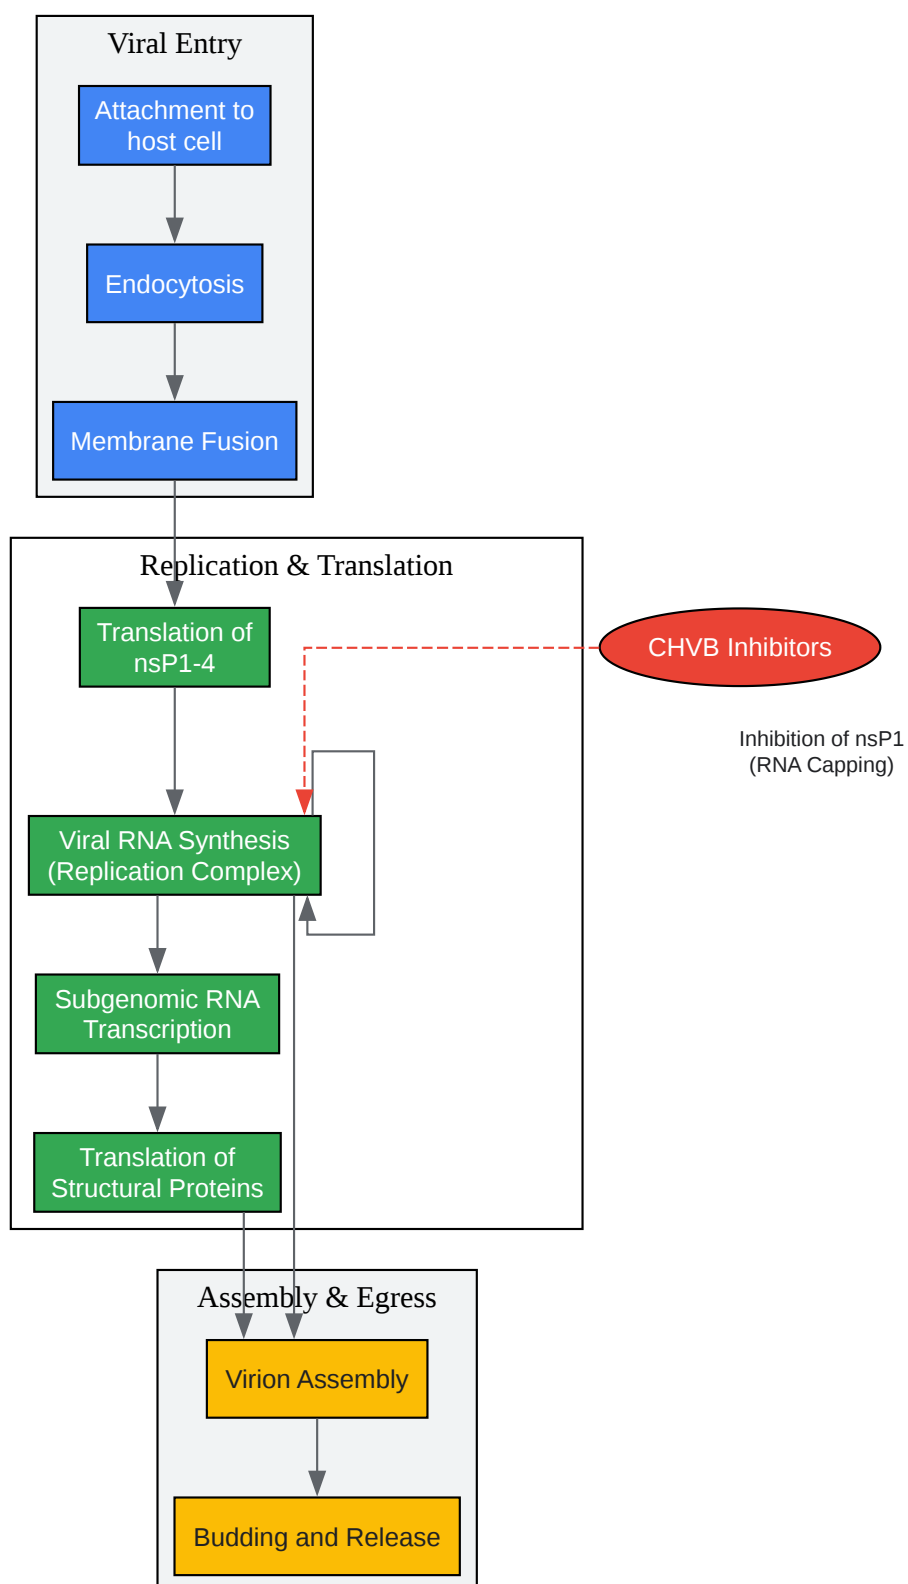 Viral Entry
Attachment to
host cell
Endocytosis
Membrane Fusion
Replication & Translation
Translation of
nsP1-4
CHVB Inhibitors
Inhibition of nsP1
(RNA Capping)
Viral RNA Synthesis
(Replication Complex)
Subgenomic RNA
Transcription
Translation of
Structural Proteins
Assembly & Egress
Virion Assembly
Budding and Release